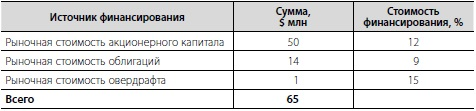 Источник финансирования Сумма, $ млн Стоимость финансирования, %
Рыночная стоимость акционерного капитала 50 12
Рыночная стоимость облигаций 14 9
Рыночная стоимость овердрафта 1 15
Всего 65